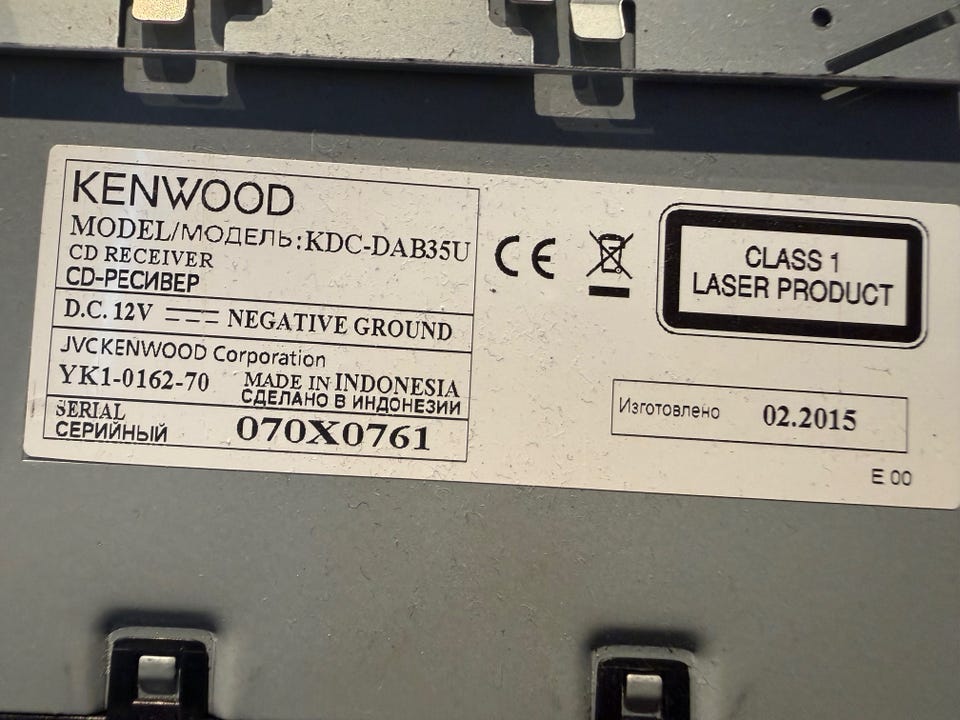 KENWOOD
MODEL/МОДЕЛЬ:KDC-DAB35U
CD RECEIVER
CD-РЕСИВЕР
D.C. 12V NEGATIVE GROUND
JVCKENWOOD Corporation
YK1-0162-70 MADE IN INDONESIA
СДЕЛАНО В ИНДОНЕЗИИ
SERIAL
СЕРИЙНЫЙ 070X0761
CE
CLASS 1
LASER PRODUCT
Изготовлено 02.2015
E 00